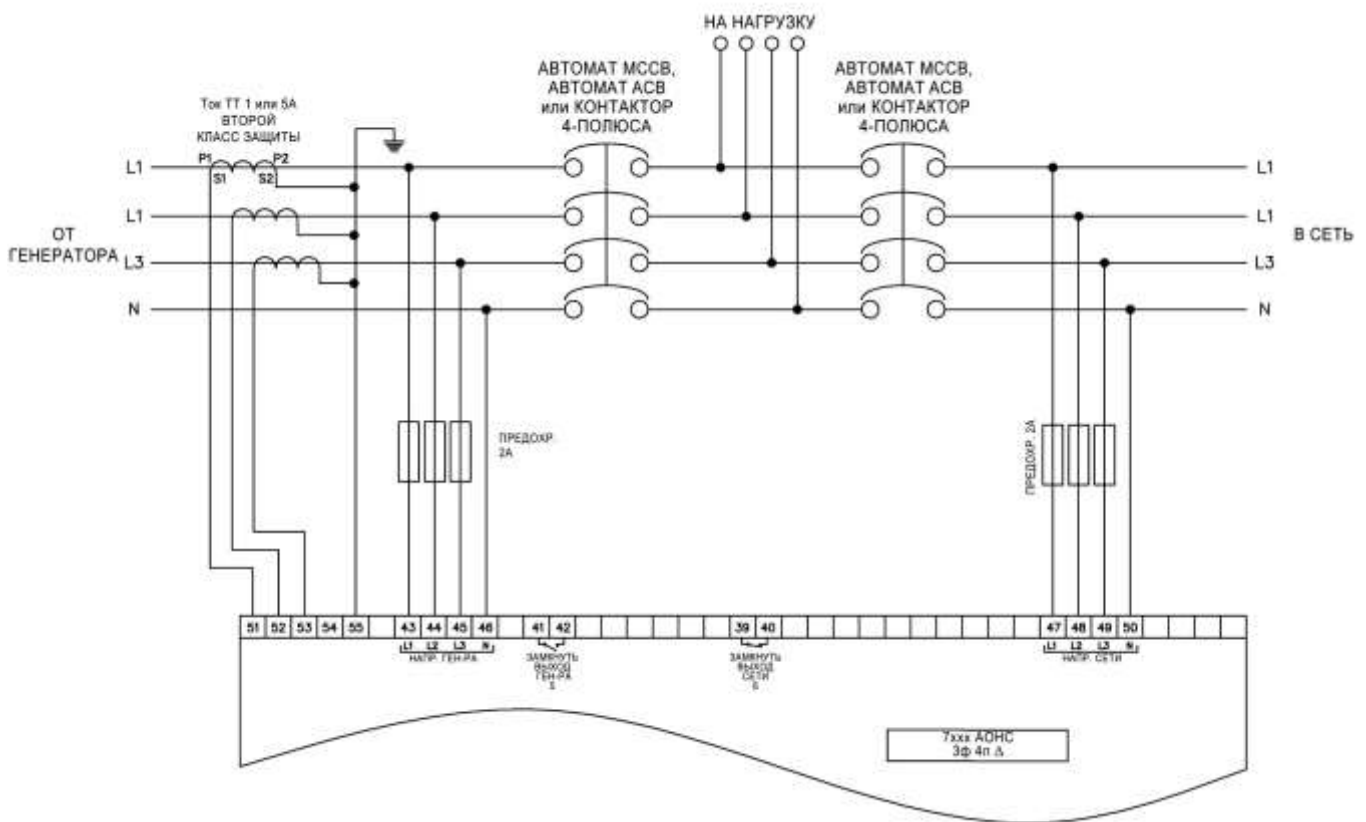 НА НАГРУЗКУ
АВТОМАТ МССВ,
АВТОМАТ АСВ
или КОНТАКТОР
4-ПОЛЮСА
АВТОМАТ МССВ,
АВТОМАТ АСВ
или КОНТАКТОР
4-ПОЛЮСА
Ток ТТ 1 или 5А
ВТОРОЙ
КЛАСС ЗАЩИТЫ
P1 P2
S1 S2
L1
L1
L3
N
ОТ
ГЕНЕРАТОРА
L1
L1
L3
N
В СЕТЬ
ПРЕДОХР.
2А
ПРЕДОХР. 2А
51 52 53 54 55 43 44 45 46 41 42 39 40 47 48 49 50
L1 L2 L3 N
НАПР. ГЕН-РА
ЗАМКНУТЬ
ВЫХОД
ГЕН-РА
5
ЗАМКНУТЬ
ВЫХОД
СЕТИ
6
L1 L2 L3 N
НАПР. СЕТИ
7xxx АОНС
3ф 4п Δ